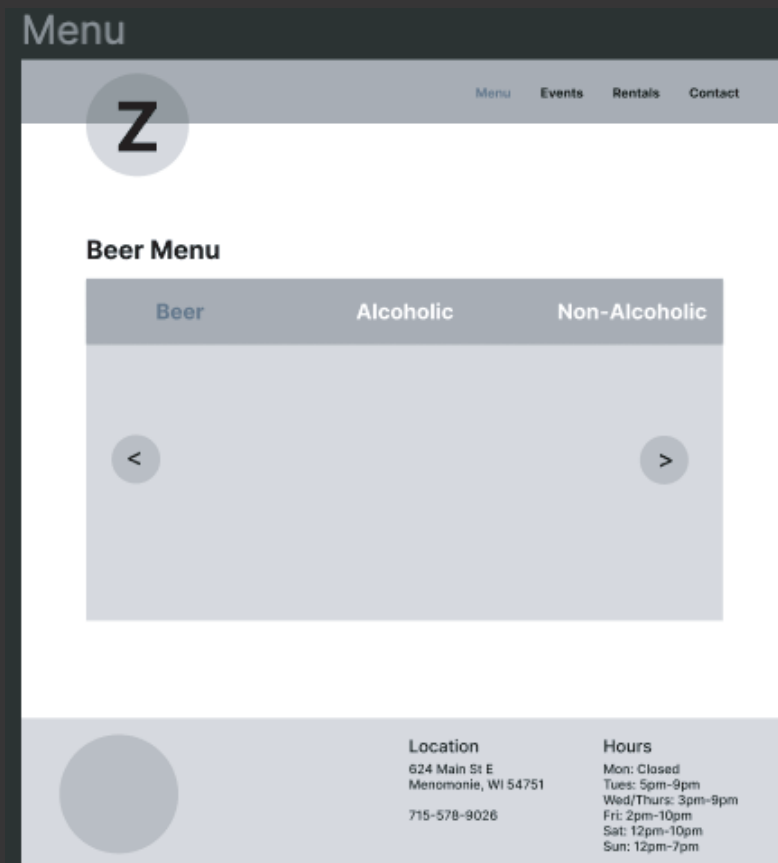 Menu
Z
Menu Events Rentals Contact
Beer Menu
Beer Alcoholic Non-Alcoholic
< >
Location
624 Main St E
Menomonie, WI 54751
715-578-9026
Hours
Mon: Closed
Tues: 5pm-9pm
Wed/Thurs: 3pm-9pm
Fri: 2pm-10pm
Sat: 12pm-10pm
Sun: 12pm-7pm